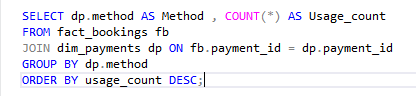 SELECT dp.method AS Method , COUNT(*) AS Usage_count
FROM fact_bookings fb
JOIN dim_payments dp ON fb.payment_id = dp.payment_id
GROUP BY dp.method
ORDER BY usage_count DESC;